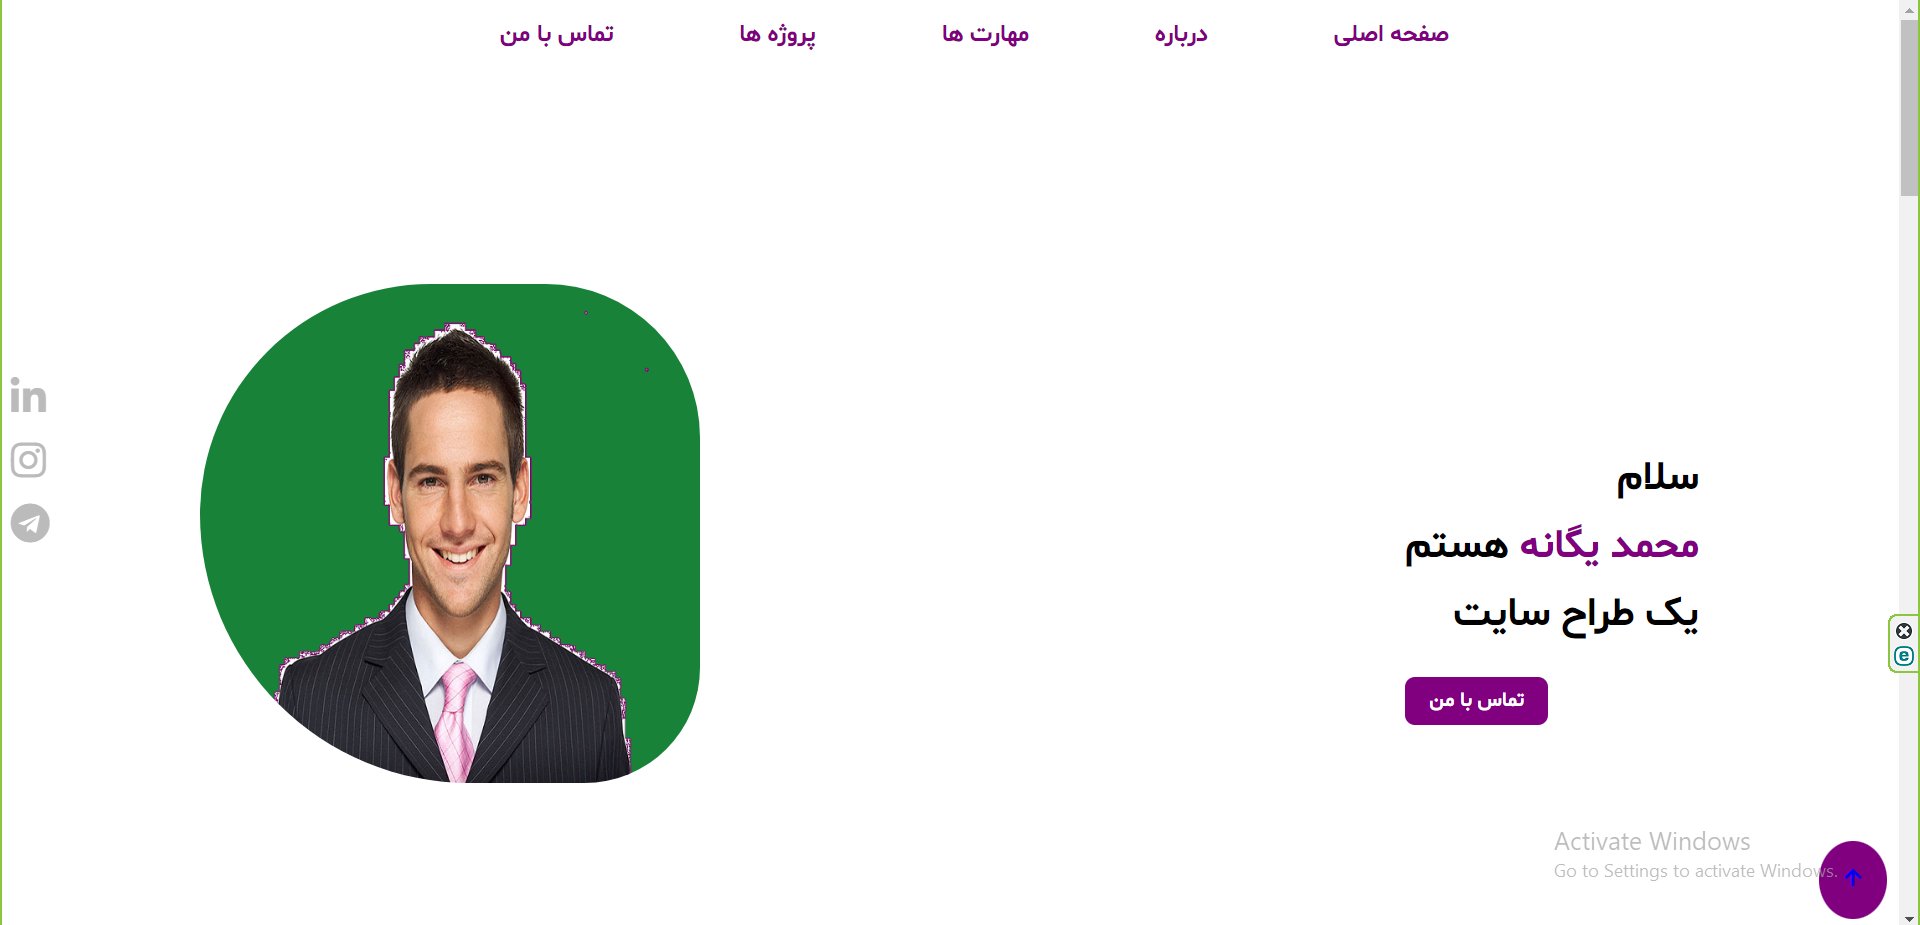 صفحه اصلی درباره مهارت ها پروژه ها تماس با من
سلام
محمد یگانه هستم
یک طراح سایت
تماس با من
Activate Windows
Go to Settings to activate Windows.
in
e